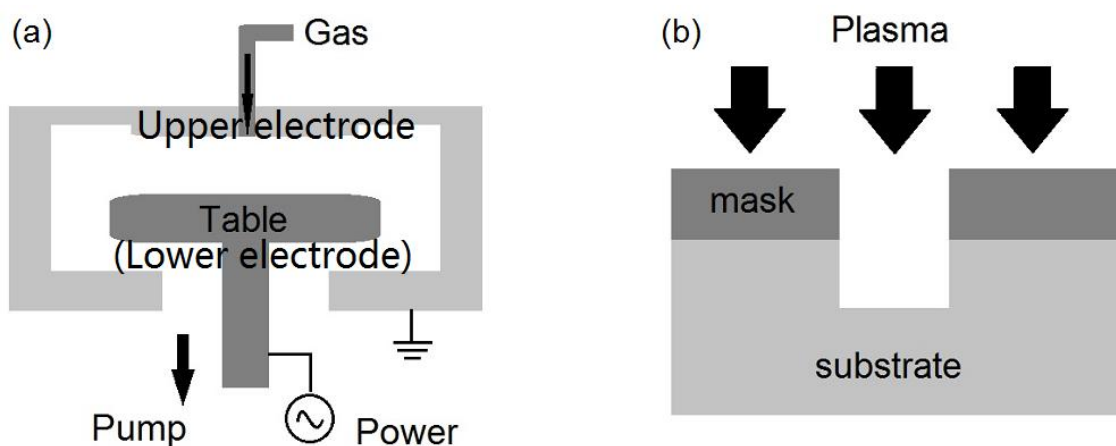 (a)
Gas
Upper electrode
Table
(Lower electrode)
Pump
Power
(b)
Plasma
mask
substrate